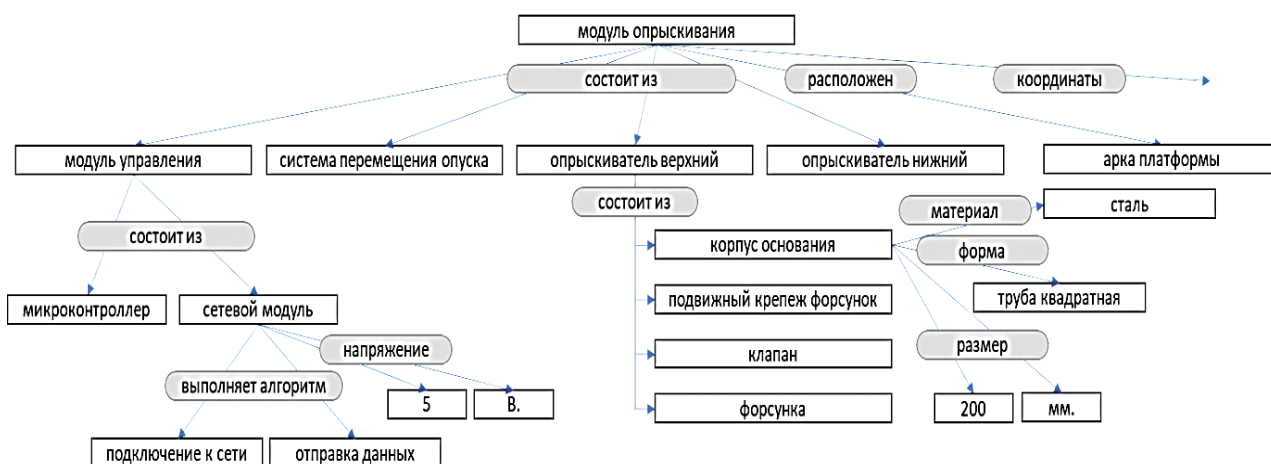 модуль опрыскивания
состоит из
расположен
координаты
модуль управления
система перемещения опуска
опрыскиватель верхний
опрыскиватель нижний
арка платформы
состоит из
материал
сталь
состоит из
корпус основания
форма
микроконтроллер
сетевой модуль
подвижный крепеж форсунок
труба квадратная
напряжение
клапан
размер
выполняет алгоритм
5
В.
форсунка
200
мм.
подключение к сети
отправка данных